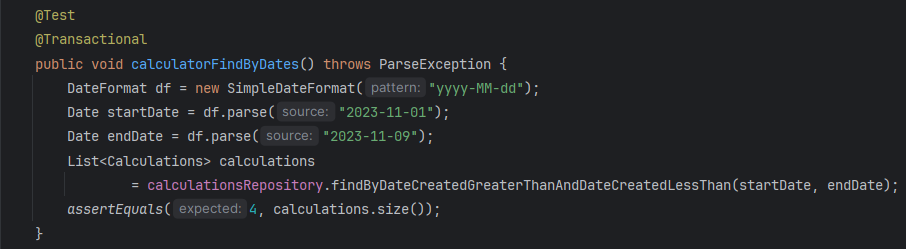 @Test
@Transactional
public void calculatorFindByDates() throws ParseException {
DateFormat df = new SimpleDateFormat( pattern: "yyyy-MM-dd");
Date startDate = df.parse( source: "2023-11-01");
Date endDate = df.parse( source: "2023-11-09");
List<Calculations> calculations
= calculationsRepository.findByDateCreatedGreaterThanAndDateCreatedLessThan(startDate, endDate);
assertEquals( expected: 4, calculations.size());
}